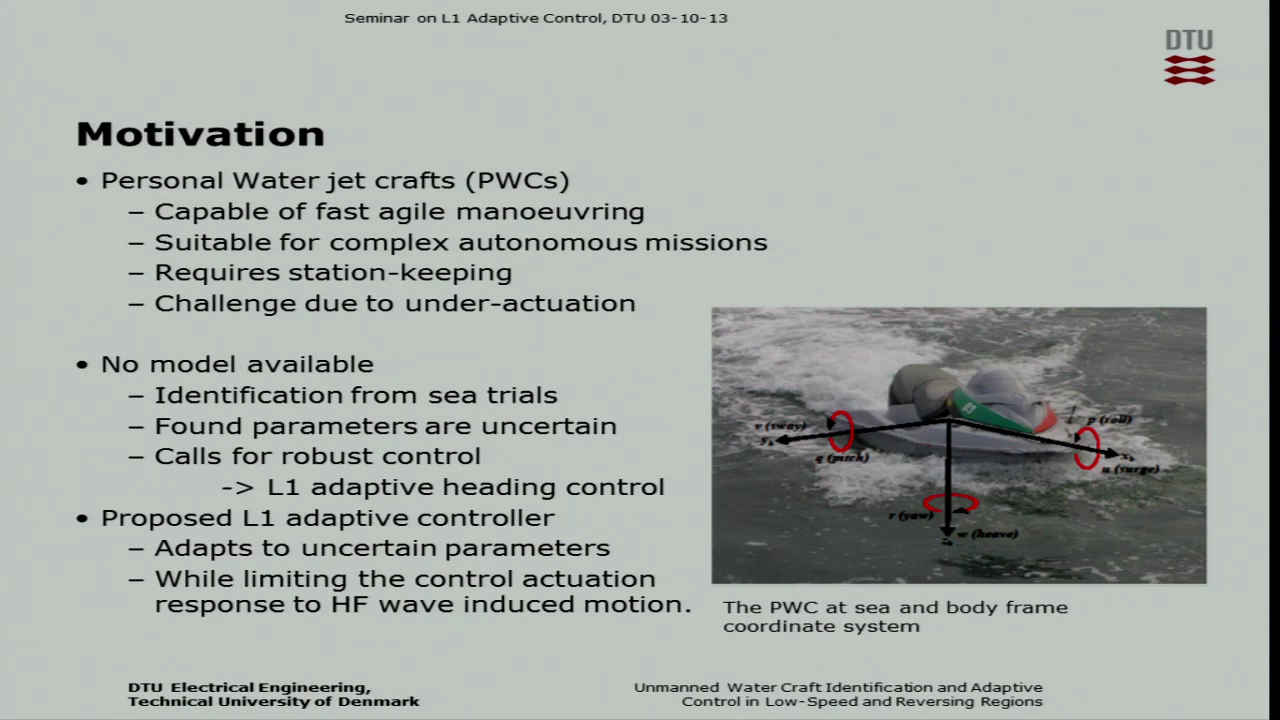 Seminar on L1 Adaptive Control, DTU 03-10-13
DTU
Motivation
• Personal Water jet crafts (PWCs)
– Capable of fast agile manoeuvring
– Suitable for complex autonomous missions
– Requires station-keeping
– Challenge due to under-actuation
• No model available
– Identification from sea trials
– Found parameters are uncertain
– Calls for robust control
-> L1 adaptive heading control
• Proposed L1 adaptive controller
– Adapts to uncertain parameters
– While limiting the control actuation
response to HF wave induced motion.
v (sway)
q (pitch)
p (roll)
u (surge)
r (yaw)
w (heave)
83
The PWC at sea and body frame
coordinate system
DTU Electrical Engineering,
Technical University of Denmark
Unmanned Water Craft Identification and Adaptive
Control in Low-Speed and Reversing Regions